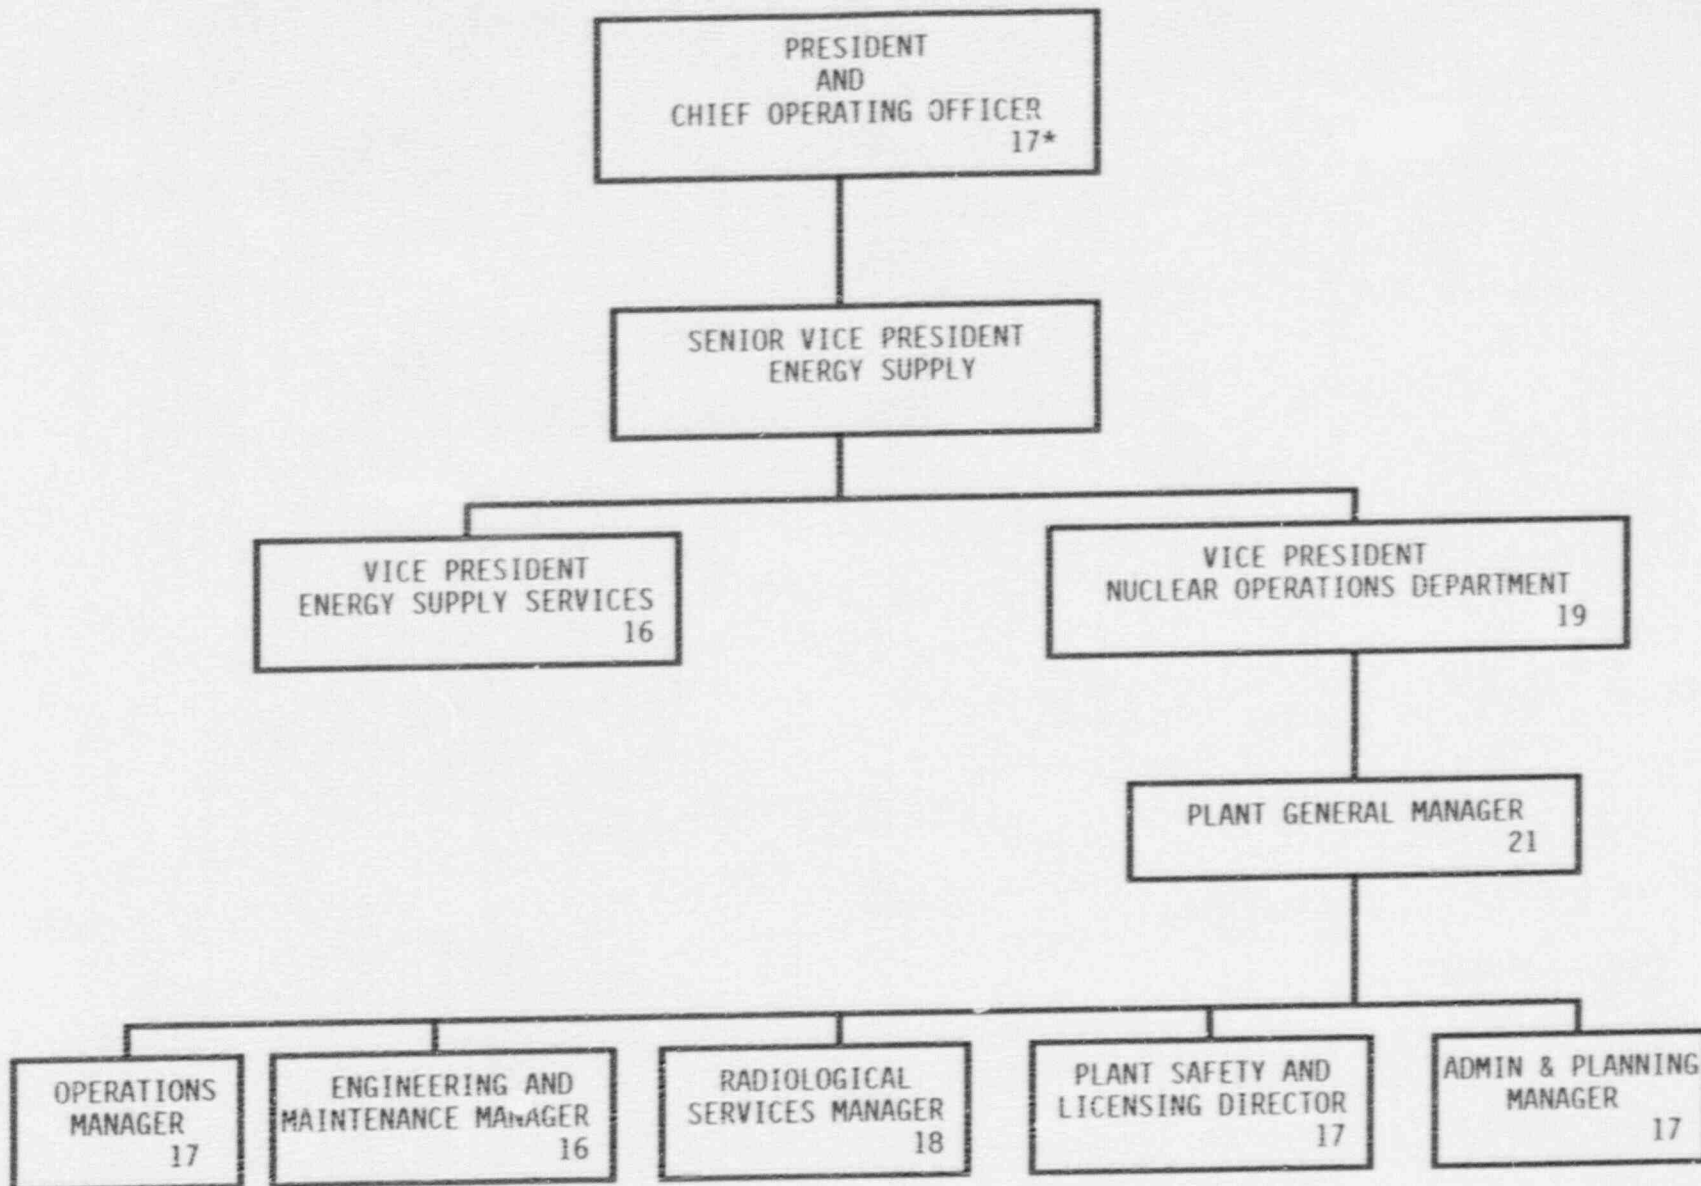 PRESIDENT
AND
CHIEF OPERATING OFFICER
17*
SENIOR VICE PRESIDENT
ENERGY SUPPLY
VICE PRESIDENT
ENERGY SUPPLY SERVICES
16
VICE PRESIDENT
NUCLEAR OPERATIONS DEPARTMENT
19
PLANT GENERAL MANAGER
21
OPERATIONS
MANAGER
17
ENGINEERING AND
MAINTENANCE MANAGER
16
RADIOLOGICAL
SERVICES MANAGER
18
PLANT SAFETY AND
LICENSING DIRECTOR
17
ADMIN & PLANNING
MANAGER
17